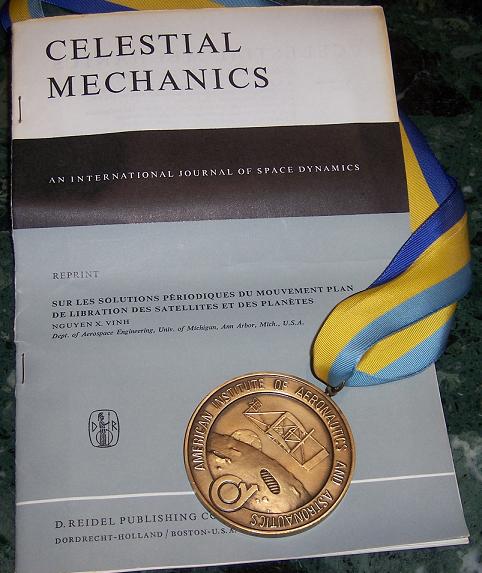 CELESTIAL
MECHANICS
AN INTERNATIONAL JOURNAL OF SPACE DYNAMICS
REPRINT
SUR LES SOLUTIONS PÉRIODIQUES DU MOUVEMENT PLAN
DE LIBRATION DES SATELLITES ET DES PLANÈTES
NGUYEN X. VINH
Dept. of Aerospace Engineering, Univ. of Michigan, Ann Arbor, Mich., U.S.A.
D R
AMERICAN INSTITUTE OF AERONAUTICS AND ASTRONAUTICS
D. REIDEL PUBLISHING
DORDRECHT-HOLLAND / BOSTON-U.S.A.